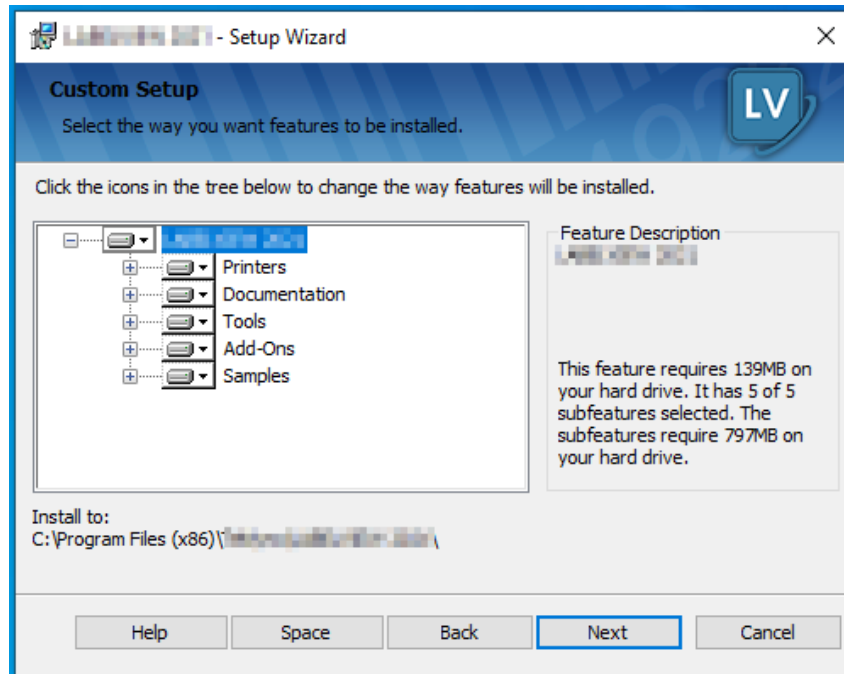 - Setup Wizard
Custom Setup
Select the way you want features to be installed.
LV
Click the icons in the tree below to change the way features will be installed.
Printers
Documentation
Tools
Add-Ons
Samples
Feature Description
This feature requires 139MB on
your hard drive. It has 5 of 5
subfeatures selected. The
subfeatures require 797MB on
your hard drive.
Install to:
C:\Program Files (x86)\ \
Help Space Back Next Cancel